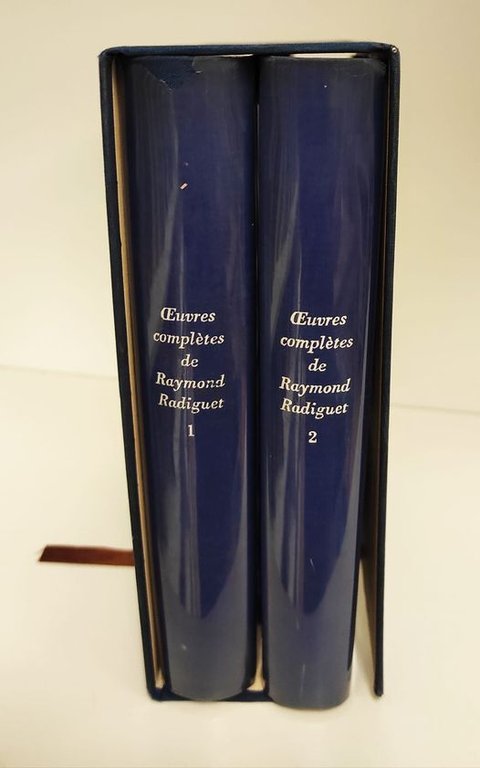 Œuvres
complètes
de
Raymond
Radiguet
1
Œuvres
complètes
de
Raymond
Radiguet
2